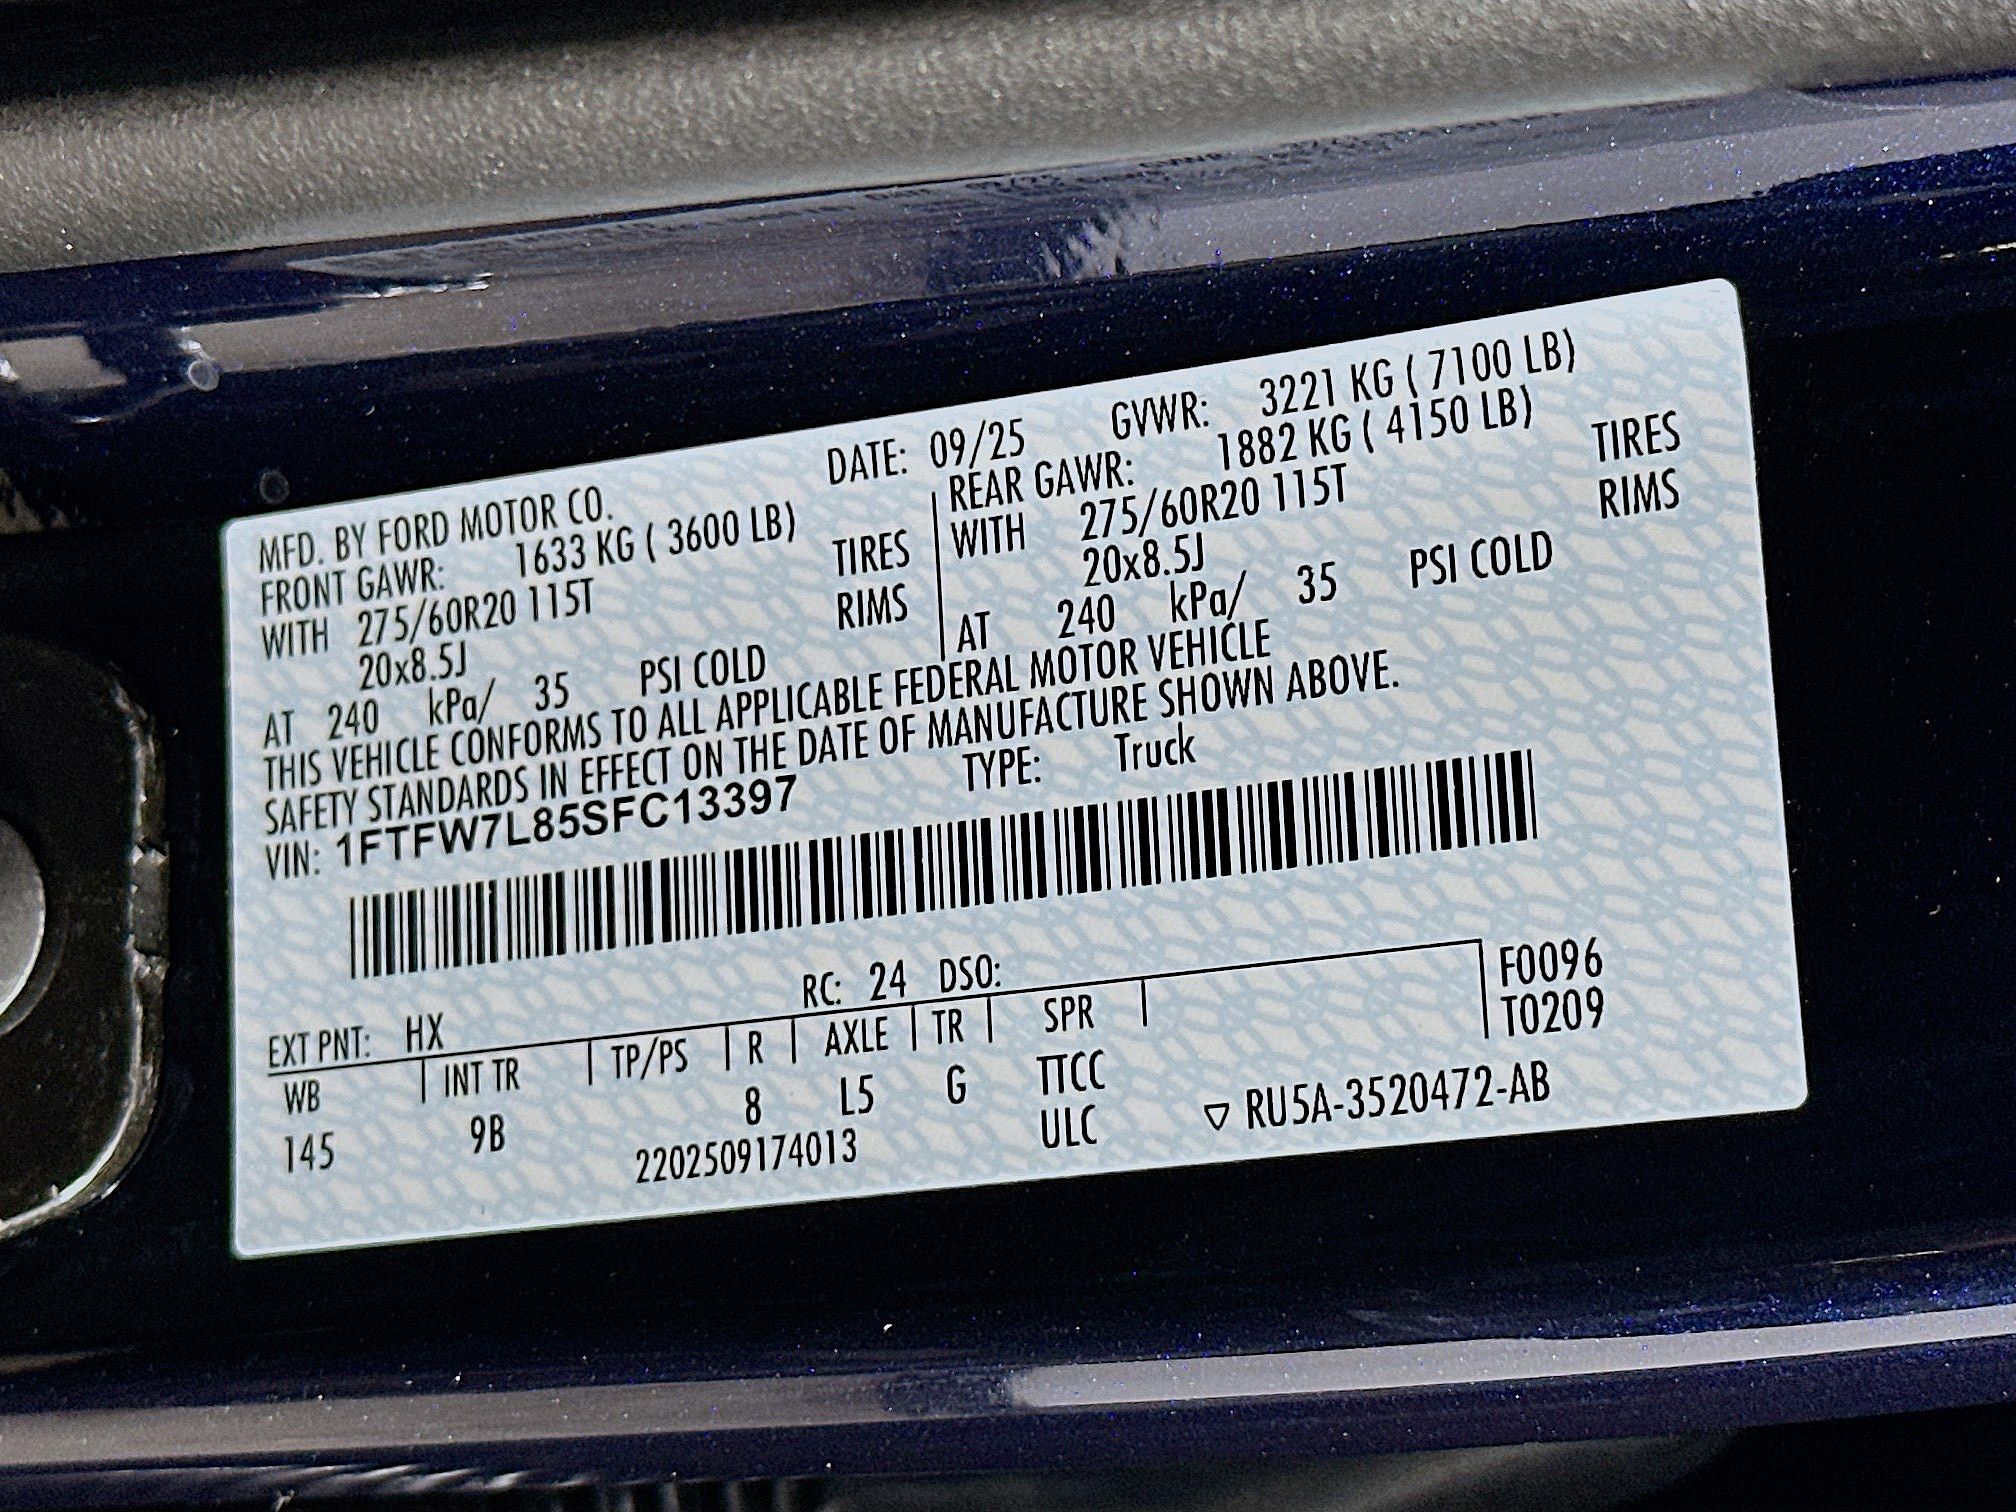 MFD. BY FORD MOTOR CO. DATE: 09/25 GVWR: 3221 KG ( 7100 LB)
FRONT GAWR: 1633 KG ( 3600 LB)
WITH 275/60R20 115T TIRES
20x8.5J RIMS
AT 240 kPa/ 35 PSI COLD
REAR GAWR: 1882 KG ( 4150 LB)
WITH 275/60R20 115T TIRES
20x8.5J RIMS
AT 240 kPa/ 35 PSI COLD
THIS VEHICLE CONFORMS TO ALL APPLICABLE FEDERAL MOTOR VEHICLE
SAFETY STANDARDS IN EFFECT ON THE DATE OF MANUFACTURE SHOWN ABOVE.
VIN: 1FTFW7L85SFC13397 TYPE: Truck
EXT PNT: HX RC: 24 DSO: F0096
WB INT TR TP/PS R AXLE TR SPR T0209
145 9B 8 L5 G TTCC
2202509174013 ULC RU5A-3520472-AB